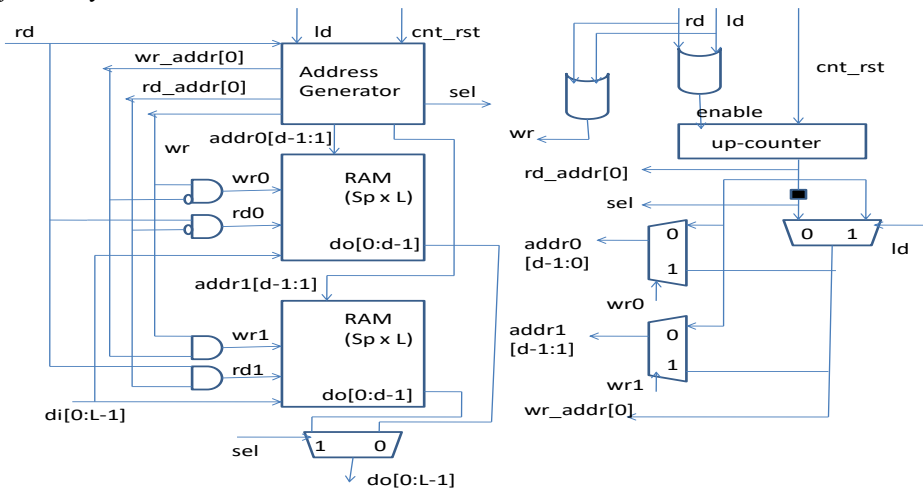 rd
ld
cnt_rst
wr_addr[0]
rd_addr[0]
Address
Generator
sel
wr
addr0[d-1:1]
RAM
(Sp x L)
wr0
rd0
do[0:d-1]
addr1[d-1:1]
RAM
(Sp x L)
wr1
rd1
do[0:d-1]
di[0:L-1]
sel
1 0
do[0:L-1]
rd ld
cnt_rst
enable
wr
up-counter
rd_addr[0]
sel
0 1
ld
addr0
[d-1:0]
0
1
wr0
addr1
[d-1:1]
0
1
wr1
wr_addr[0]